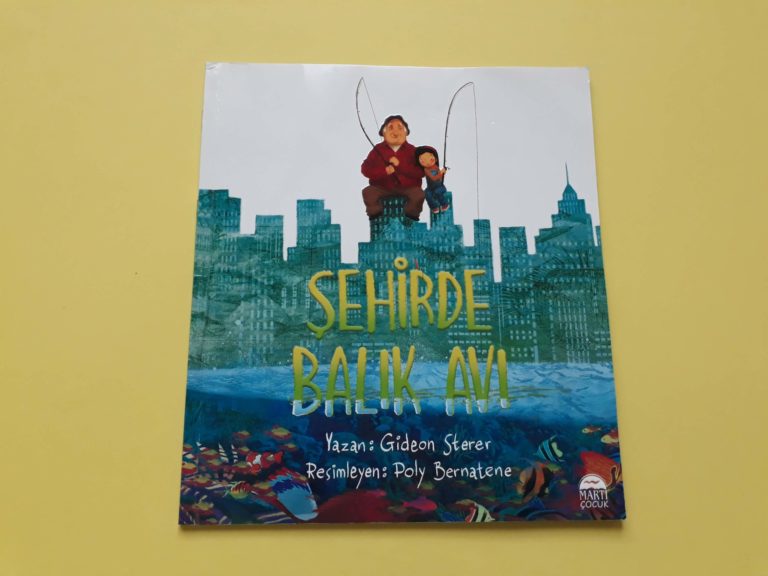 ŞEHİRDE
BALIK AVI
Yazan: Gideon Sterer
Resimleyen: Poly Bernatene
MARTI
ÇOCUK